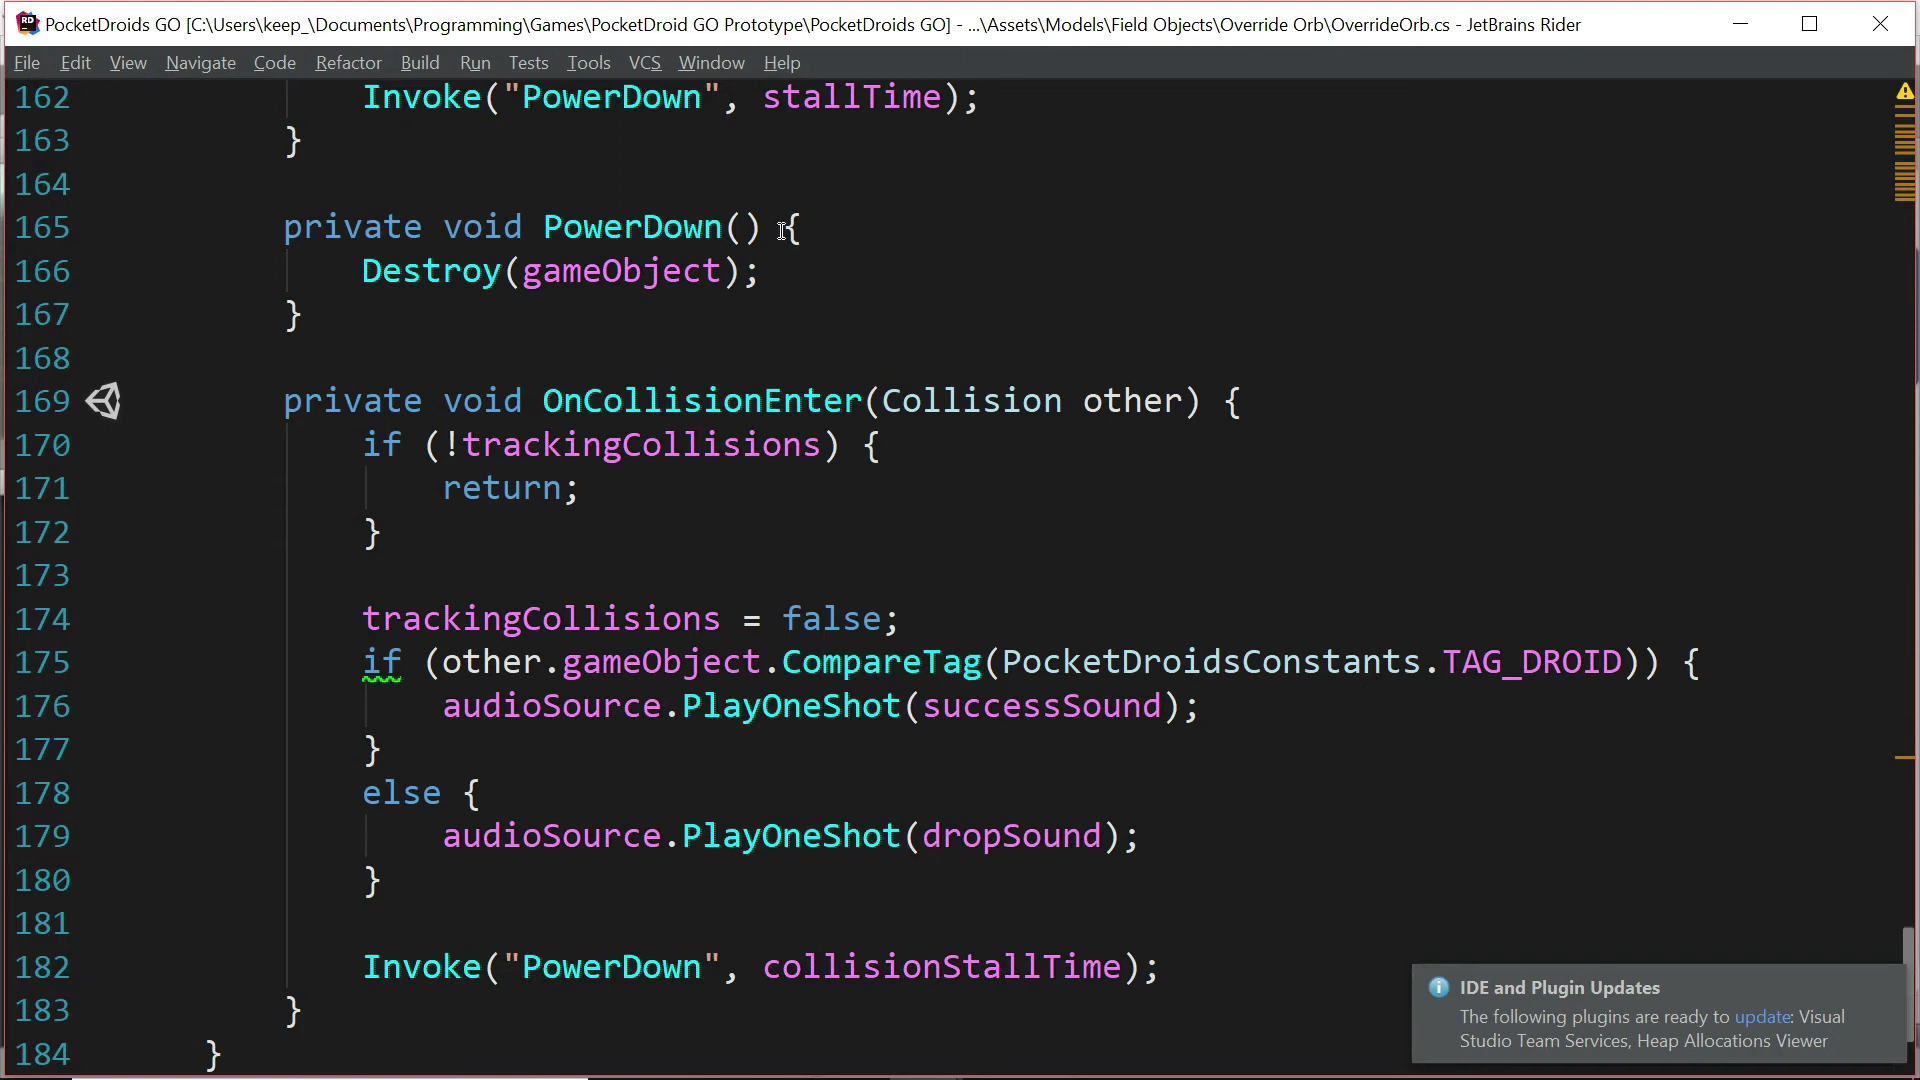 PocketDroids GO [C:\Users\keep_\Documents\Programming\Games\PocketDroid GO Prototype\PocketDroids GO] - ...\Assets\Models\Field Objects\Override Orb\OverrideOrb.cs - JetBrains Rider
File Edit View Navigate Code Refactor Build Run Tests Tools VCS Window Help
162 Invoke("PowerDown", stallTime);
163 }
164
165 private void PowerDown() {
166 Destroy(gameObject);
167 }
168
169 private void OnCollisionEnter(Collision other) {
170 if (!trackingCollisions) {
171 return;
172 }
173
174 trackingCollisions = false;
175 if (other.gameObject.CompareTag(PocketDroidsConstants.TAG_DROID)) {
176 audioSource.PlayOneShot(successSound);
177 }
178 else {
179 audioSource.PlayOneShot(dropSound);
180 }
181
182 Invoke("PowerDown", collisionStallTime);
183 }
184 }
IDE and Plugin Updates
The following plugins are ready to update: Visual
Studio Team Services, Heap Allocations Viewer